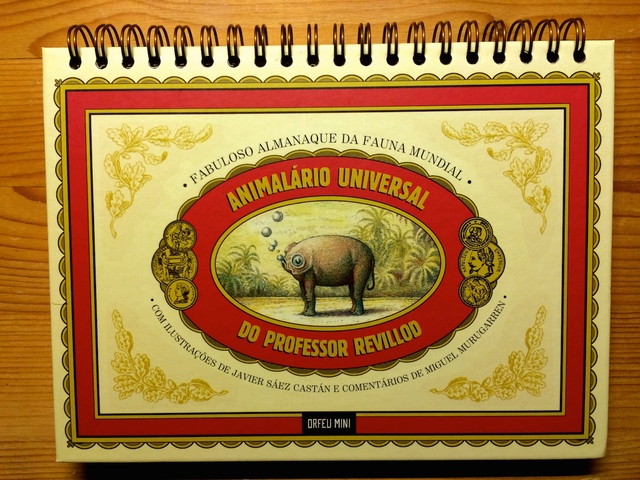 • FABULOSO ALMANAQUE DA FAUNA MUNDIAL •
ANIMALÁRIO UNIVERSAL
DO PROFESSOR REVILLOD
• COM ILUSTRAÇÕES DE JAVIER SÁEZ CASTÁN E COMENTÁRIOS DE MIGUEL MURUGARREN •
ORFEU MINI